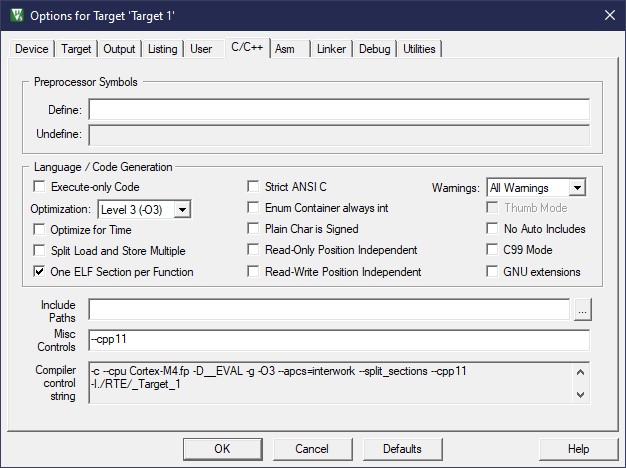 Options for Target 'Target 1'
Device Target Output Listing User C/C++ Asm Linker Debug Utilities
Preprocessor Symbols
Define:
Undefine:
Language / Code Generation
Execute-only Code Strict ANSI C Warnings: All Warnings
Optimization: Level 3 (-O3) Enum Container always int Thumb Mode
Optimize for Time Plain Char is Signed No Auto Includes
Split Load and Store Multiple Read-Only Position Independent C99 Mode
One ELF Section per Function Read-Write Position Independent GNU extensions
Include
Paths
...
Misc
Controls
--cpp11
Compiler
control
string
-c --cpu Cortex-M4.fp -D__EVAL -g -O3 --apcs=interwork --split_sections --cpp11
-I./RTE/_Target_1
OK Cancel Defaults Help